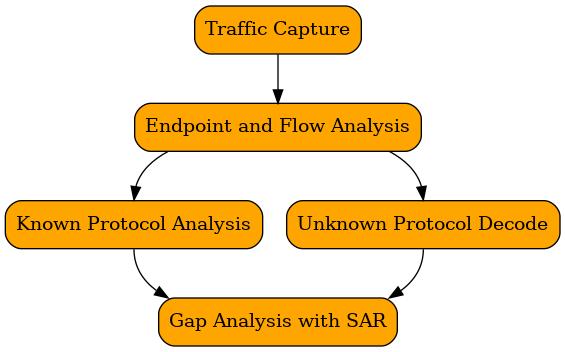 Traffic Capture
Endpoint and Flow Analysis
Known Protocol Analysis
Unknown Protocol Decode
Gap Analysis with SAR